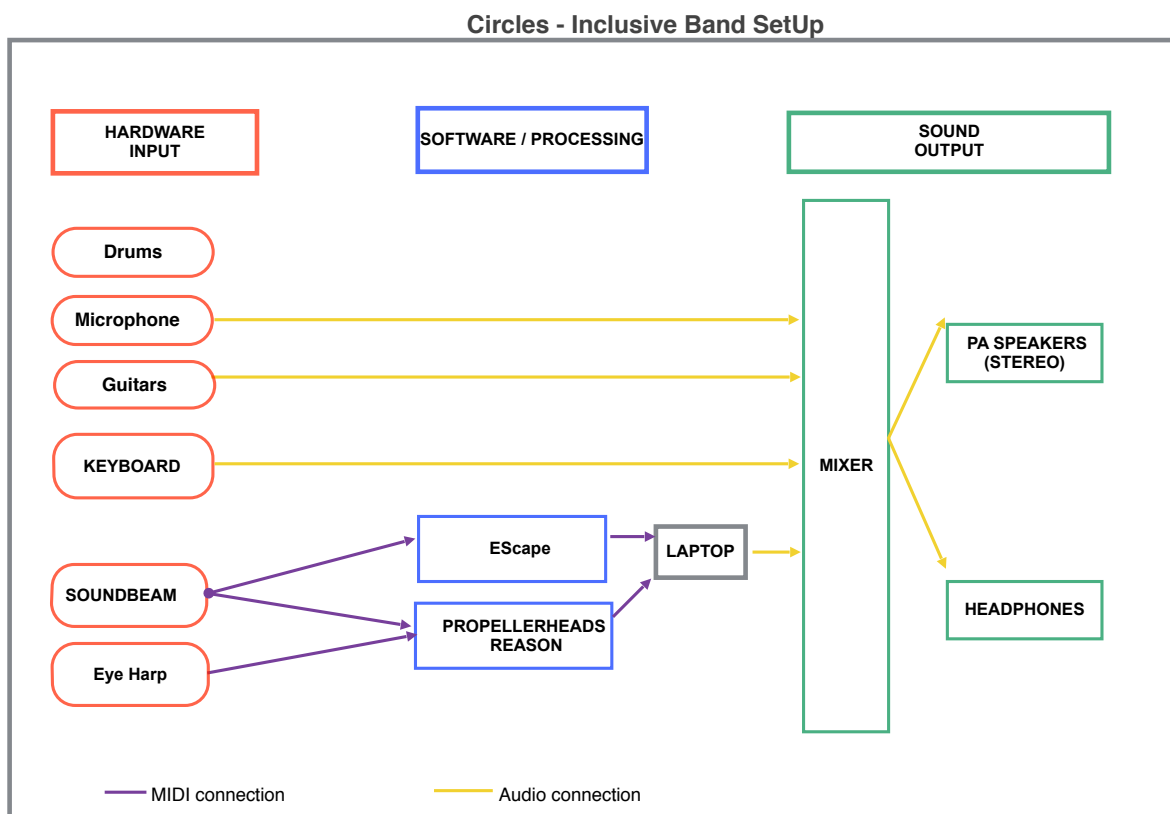 Circles - Inclusive Band SetUp
HARDWARE
INPUT
SOFTWARE / PROCESSING
SOUND
OUTPUT
Drums
Microphone
Guitars
KEYBOARD
SOUNDBEAM
Eye Harp
EScape
PROPELLERHEADS
REASON
LAPTOP
MIXER
PA SPEAKERS
(STEREO)
HEADPHONES
MIDI connection
Audio connection